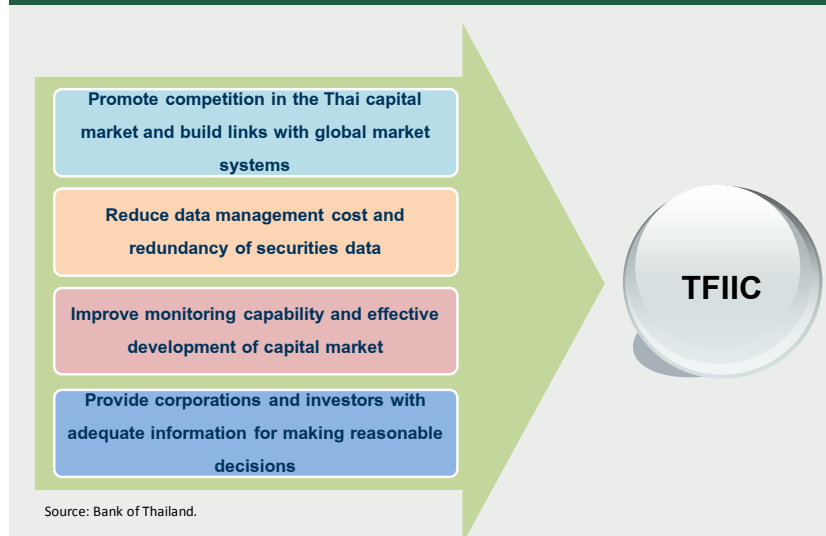 Promote competition in the Thai capital
market and build links with global market
systems
Reduce data management cost and
redundancy of securities data
Improve monitoring capability and effective
development of capital market
Provide corporations and investors with
adequate information for making reasonable
decisions
TFIIC
Source: Bank of Thailand.